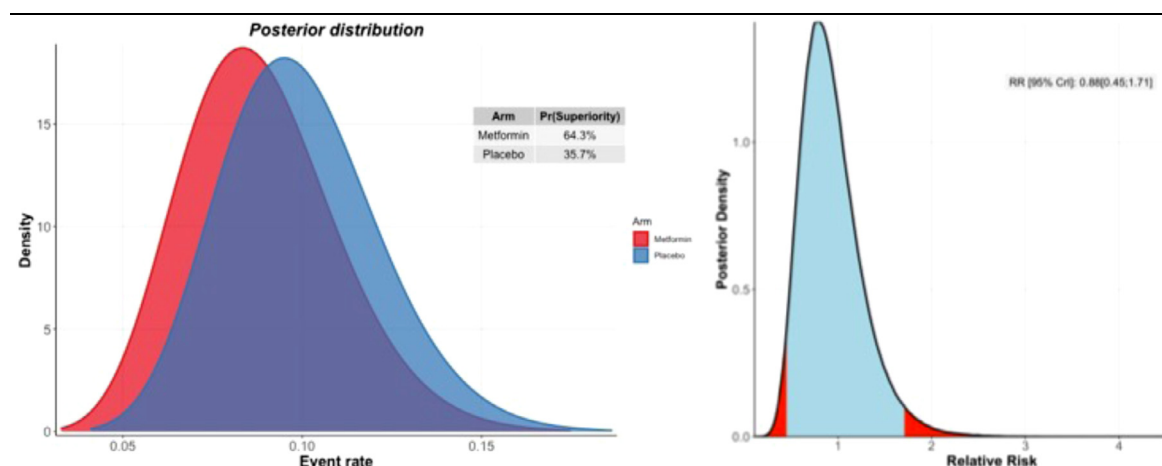 Posterior distribution
Density
15
10
5
0
0.05
0.10
0.15
Event rate
Arm Pr(Superiority)
Metformin 64.3%
Placebo 35.7%
Arm
Metformin
Placebo
Posterior Density
1.0
0.5
0.0
1
2
3
4
Relative Risk
RR [95% CrI]: 0.88[0.45;1.71]